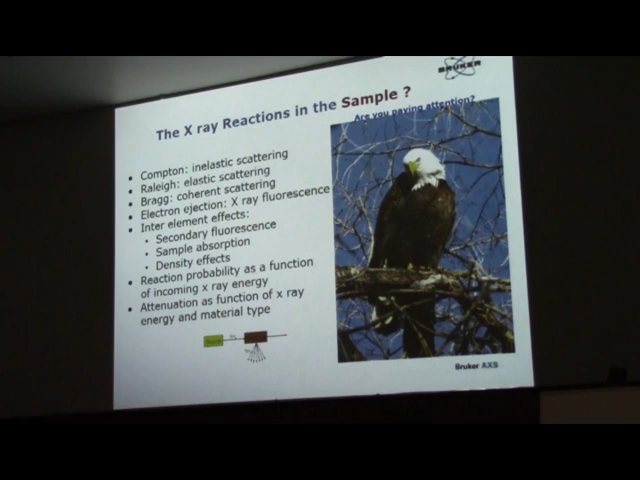 BRUKER
The X ray Reactions in the Sample ?
Are you paying attention?
• Compton: inelastic scattering
• Raleigh: elastic scattering
• Bragg: coherent scattering
• Electron ejection: X ray fluorescence
• Inter element effects:
• Secondary fluorescence
• Sample absorption
• Density effects
• Reaction probability as a function
of incoming x ray energy
• Attenuation as function of x ray
energy and material type
Bruker AXS